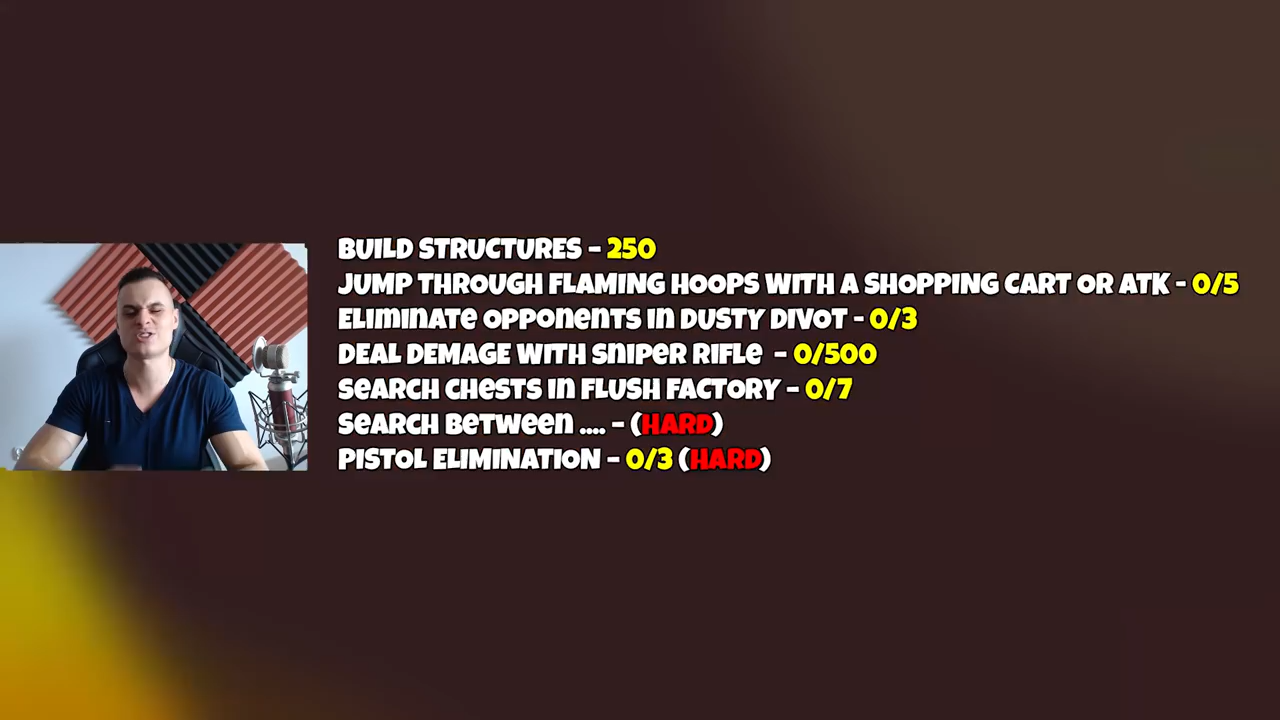 BUILD STRUCTURES - 250
JUMP THROUGH FLAMING HOOPS WITH A SHOPPING CART OR ATK - 0/5
ELIMINATE OPPONENTS IN DUSTY DIVOT - 0/3
DEAL DEMAGE WITH SNIPER RIFLE - 0/500
SEARCH CHESTS IN FLUSH FACTORY - 0/7
SEARCH BETWEEN .... - (HARD)
PISTOL ELIMINATION - 0/3 (HARD)